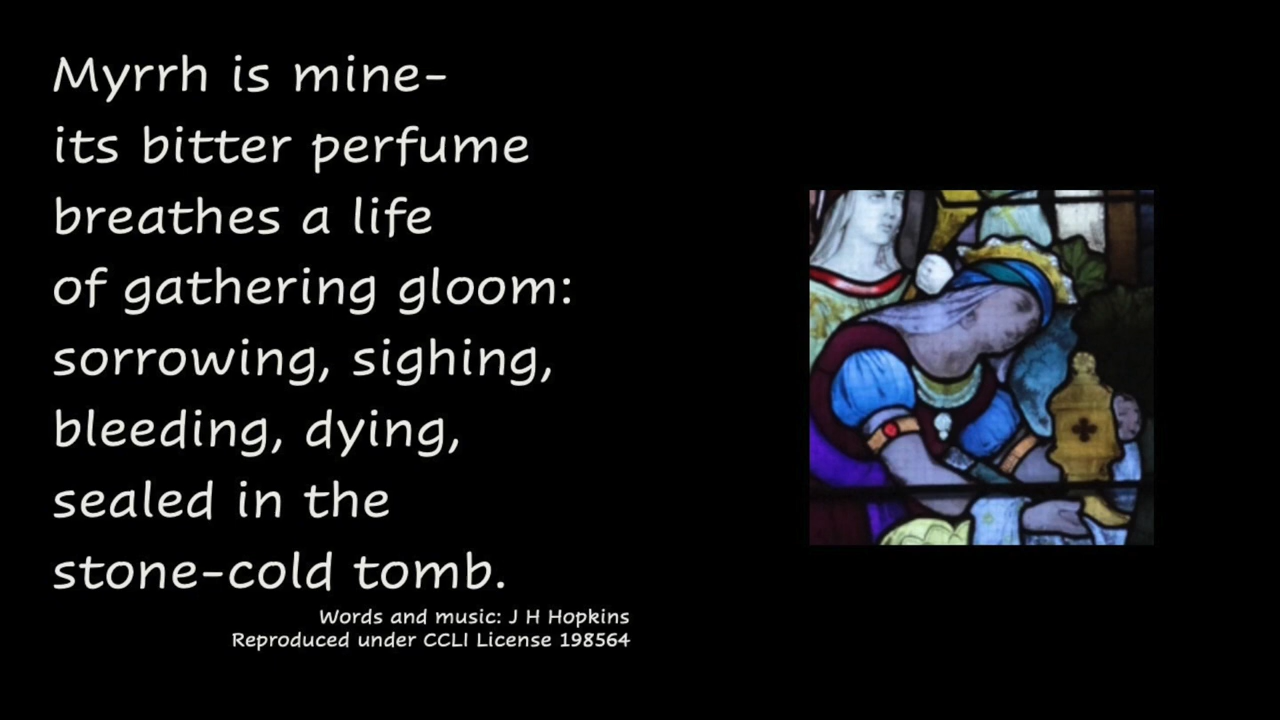 Myrrh is mine-
its bitter perfume
breathes a life
of gathering gloom:
sorrowing, sighing,
bleeding, dying,
sealed in the
stone-cold tomb.
Words and music: J H Hopkins
Reproduced under CCLI License 198564